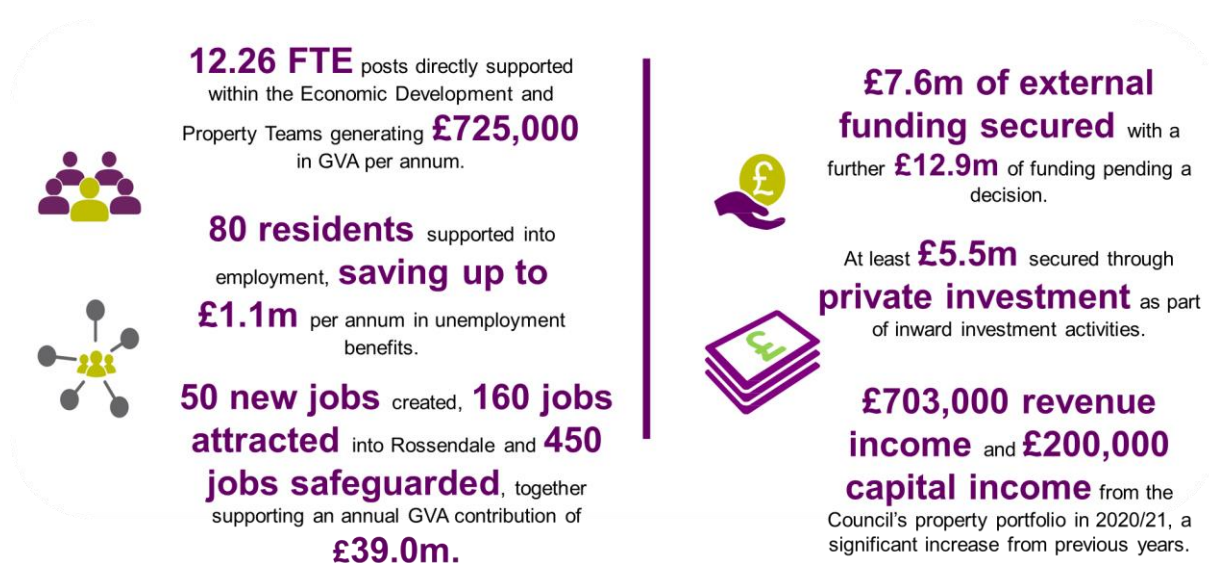 12.26 FTE posts directly supported
within the Economic Development and
Property Teams generating £725,000
in GVA per annum.
80 residents supported into
employment, saving up to
£1.1m per annum in unemployment
benefits.
50 new jobs created, 160 jobs
attracted into Rossendale and 450
jobs safeguarded, together
supporting an annual GVA contribution of
£39.0m.
£
£7.6m of external
funding secured with a
further £12.9m of funding pending a
decision.
At least £5.5m secured through
private investment as part
of inward investment activities.
£
£703,000 revenue
income and £200,000
capital income from the
Council's property portfolio in 2020/21, a
significant increase from previous years.